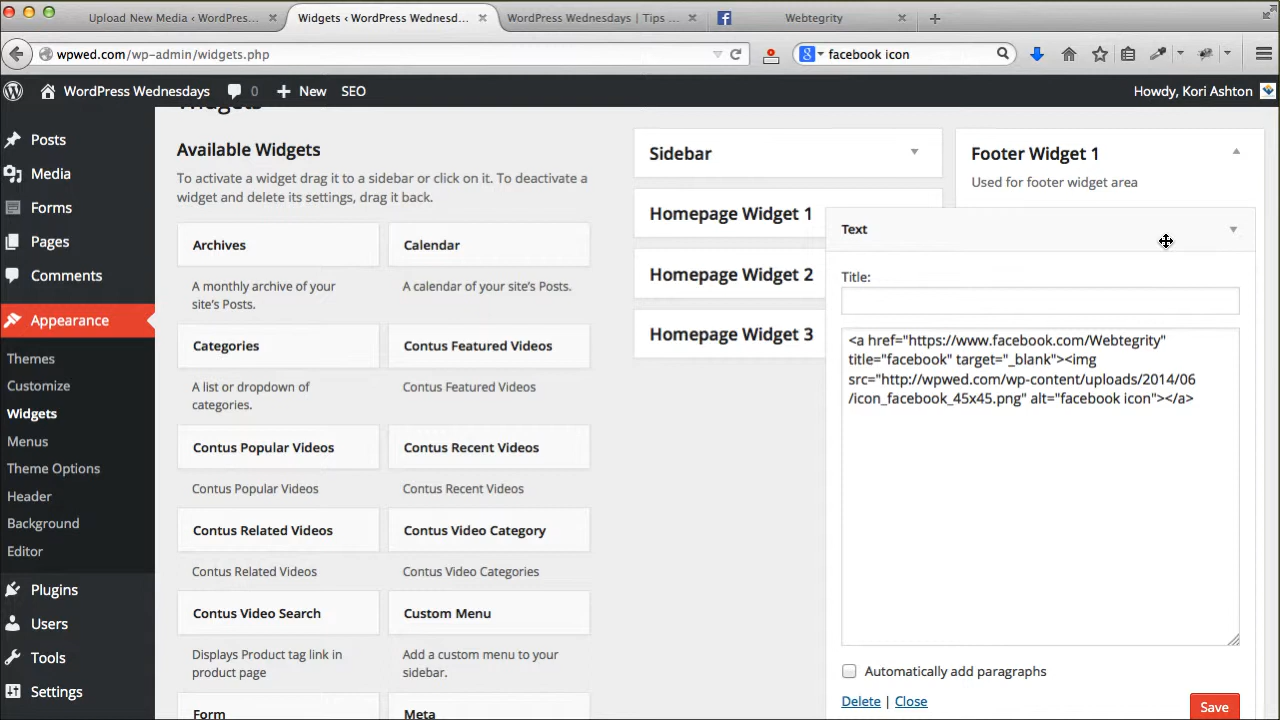 Upload New Media ‹ WordPres...
Widgets ‹ WordPress Wednesd...
WordPress Wednesdays | Tips ...
Webtegrity
wpwed.com/wp-admin/widgets.php
facebook icon
WordPress Wednesdays
0
New
SEO
Howdy, Kori Ashton
Posts
Media
Forms
Pages
Comments
Appearance
Themes
Customize
Widgets
Menus
Theme Options
Header
Background
Editor
Plugins
Users
Tools
Settings
Widgets
Available Widgets
To activate a widget drag it to a sidebar or click on it. To deactivate a
widget and delete its settings, drag it back.
Archives
A monthly archive of your
site's Posts.
Calendar
A calendar of your site's Posts.
Categories
A list or dropdown of
categories.
Contus Featured Videos
Contus Featured Videos
Contus Popular Videos
Contus Popular Videos
Contus Recent Videos
Contus Recent Videos
Contus Related Videos
Contus Related Videos
Contus Video Category
Contus Video Categories
Contus Video Search
Displays Product tag link in
product page
Custom Menu
Add a custom menu to your
sidebar.
Form
Meta
Sidebar
Homepage Widget 1
Homepage Widget 2
Homepage Widget 3
Footer Widget 1
Used for footer widget area
Text
Title:
<a href="https://www.facebook.com/Webtegrity"
title="facebook" target="_blank"><img
src="http://wpwed.com/wp-content/uploads/2014/06
/icon_facebook_45x45.png" alt="facebook icon"></a>
Automatically add paragraphs
Delete | Close
Save